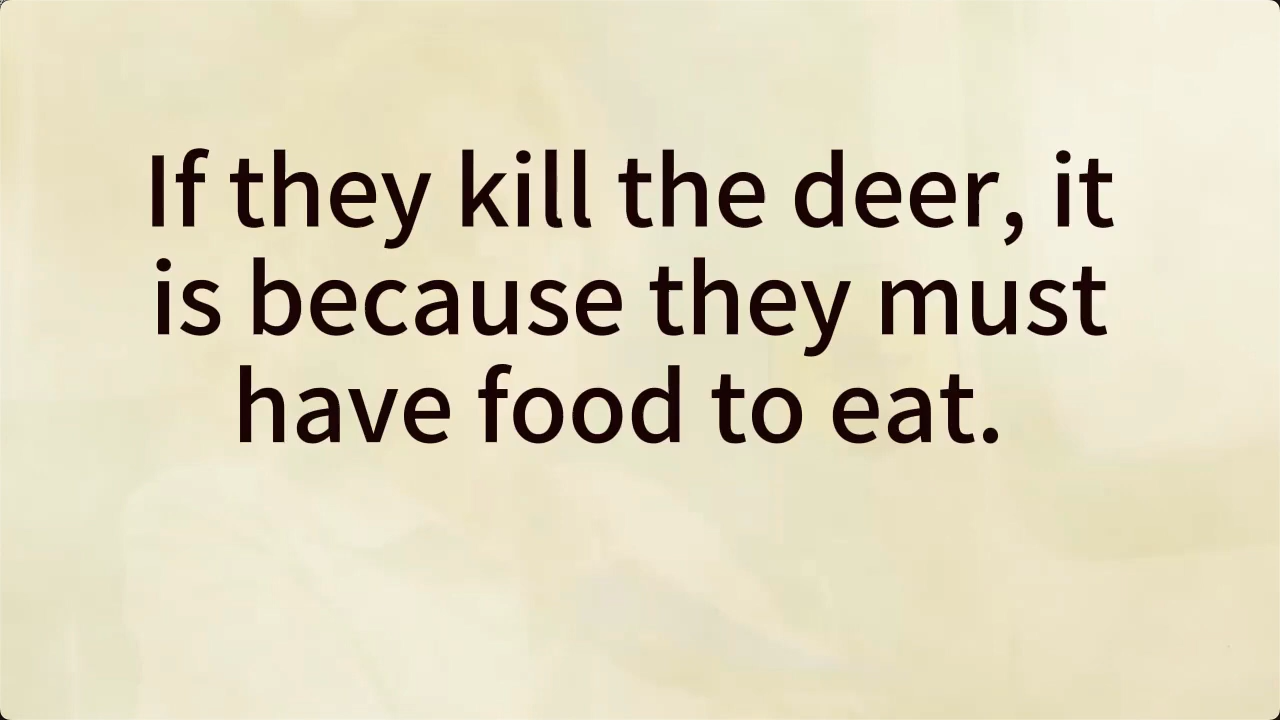 If they kill the deer, it
is because they must
have food to eat.